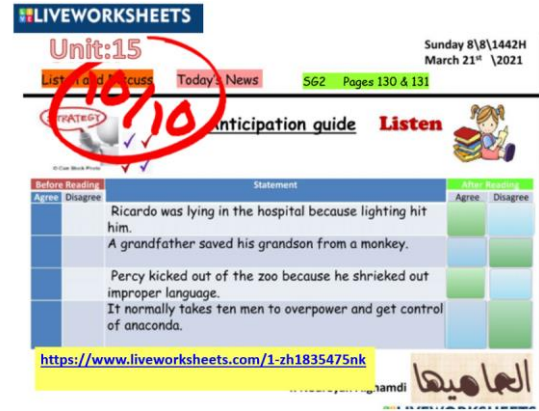 LIVEWORKSHEETS
Unit:15
Sunday 8\8\1442H
March 21st \2021
Listen and Discuss
Today's News
SG2 Pages 130 & 131
10/10
STRATEGY
Anticipation guide
Listen
© Can Stock Photo
Before Reading
Statement
After Reading
Agree Disagree
Agree Disagree
Ricardo was lying in the hospital because lighting hit
him.
A grandfather saved his grandson from a monkey.
Percy kicked out of the zoo because he shrieked out
improper language.
It normally takes ten men to overpower and get control
of anaconda.
https://www.liveworksheets.com/1-zh1835475nk
LIVEWORKSHEETS